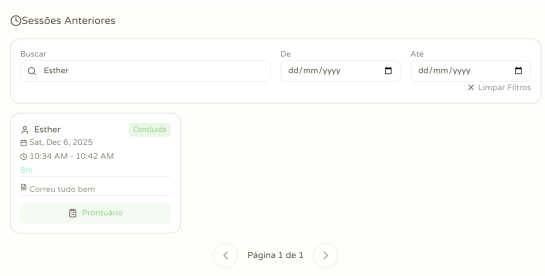 Sessões Anteriores
Buscar
De
Até
Esther
dd/mm/yyyy
dd/mm/yyyy
Limpar Filtros
Esther
Concluída
Sat, Dec 6, 2025
10:34 AM - 10:42 AM
8m
Correu tudo bem
Prontuário
Página 1 de 1